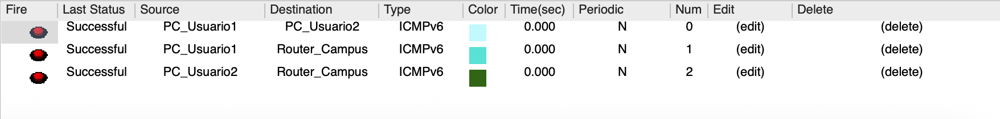 Fire Last Status Source Destination Type Color Time(sec) Periodic Num Edit Delete
Successful PC_Usuario1 PC_Usuario2 ICMPv6 0.000 N 0 (edit) (delete)
Successful PC_Usuario1 Router_Campus ICMPv6 0.000 N 1 (edit) (delete)
Successful PC_Usuario2 Router_Campus ICMPv6 0.000 N 2 (edit) (delete)